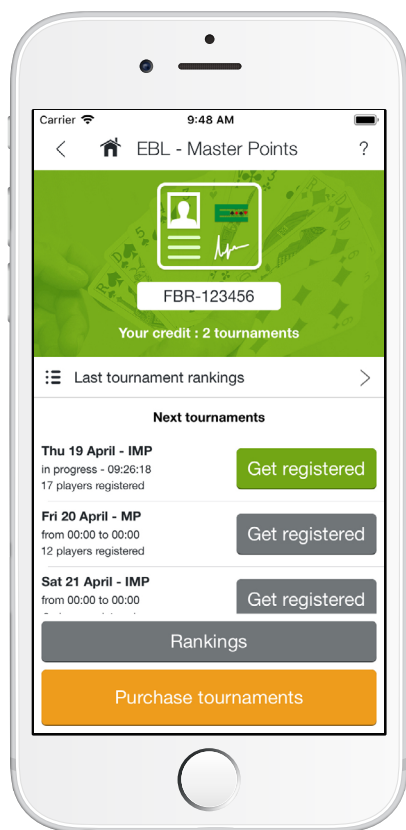 Carrier 9:48 AM
EBL - Master Points ?
FBR-123456
Your credit : 2 tournaments
Last tournament rankings
Next tournaments
Thu 19 April - IMP
in progress - 09:26:18
17 players registered
Get registered
Fri 20 April - MP
from 00:00 to 00:00
12 players registered
Get registered
Sat 21 April - IMP
from 00:00 to 00:00
Get registered
Rankings
Purchase tournaments